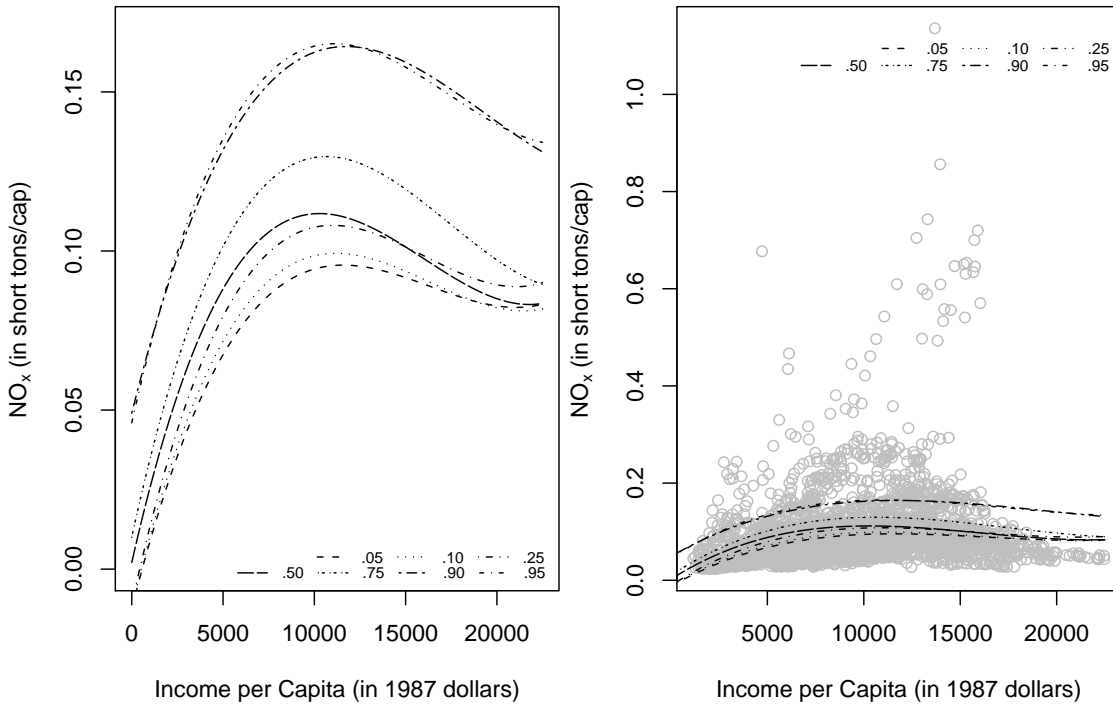 0.00
0.05
0.10
0.15
NOₓ (in short tons/cap)
.05 .10 .25
.50 .75 .90 .95
0 5000 10000 15000 20000
Income per Capita (in 1987 dollars)
0.0
0.2
0.4
0.6
0.8
1.0
NOₓ (in short tons/cap)
.05 .10 .25
.50 .75 .90 .95
5000 10000 15000 20000
Income per Capita (in 1987 dollars)